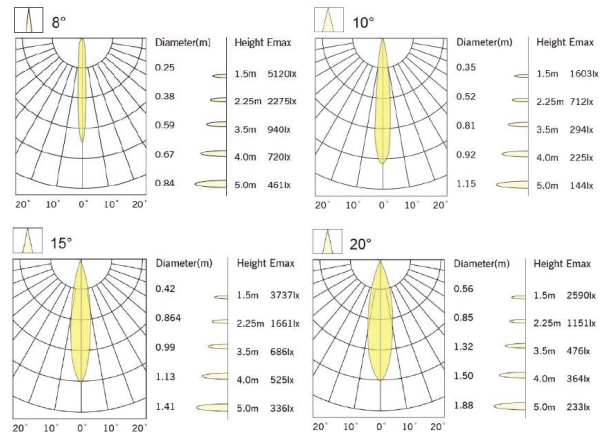 8°
Diameter(m) Height Emax
0.25 1.5m 5120lx
0.38 2.25m 2275lx
0.59 3.5m 940lx
0.67 4.0m 720lx
0.84 5.0m 461lx
20° 10° 0° 10° 20°
10°
Diameter(m) Height Emax
0.35 1.5m 1603lx
0.52 2.25m 712lx
0.81 3.5m 294lx
0.92 4.0m 225lx
1.15 5.0m 144lx
20° 10° 0° 10° 20°
15°
Diameter(m) Height Emax
0.42 1.5m 3737lx
0.864 2.25m 1661lx
0.99 3.5m 686lx
1.13 4.0m 525lx
1.41 5.0m 336lx
20° 10° 0° 10° 20°
20°
Diameter(m) Height Emax
0.56 1.5m 2590lx
0.85 2.25m 1151lx
1.32 3.5m 476lx
1.50 4.0m 364lx
1.88 5.0m 233lx
20° 10° 0° 10° 20°